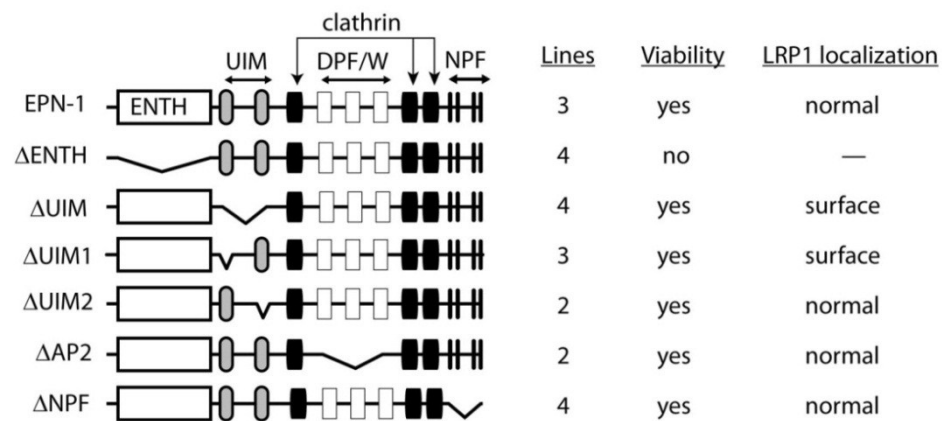 clathrin
UIM DPF/W NPF Lines Viability LRP1 localization
EPN-1 ENTH 3 yes normal
ΔENTH 4 no —
ΔUIM 4 yes surface
ΔUIM1 3 yes surface
ΔUIM2 2 yes normal
ΔAP2 2 yes normal
ΔNPF 4 yes normal